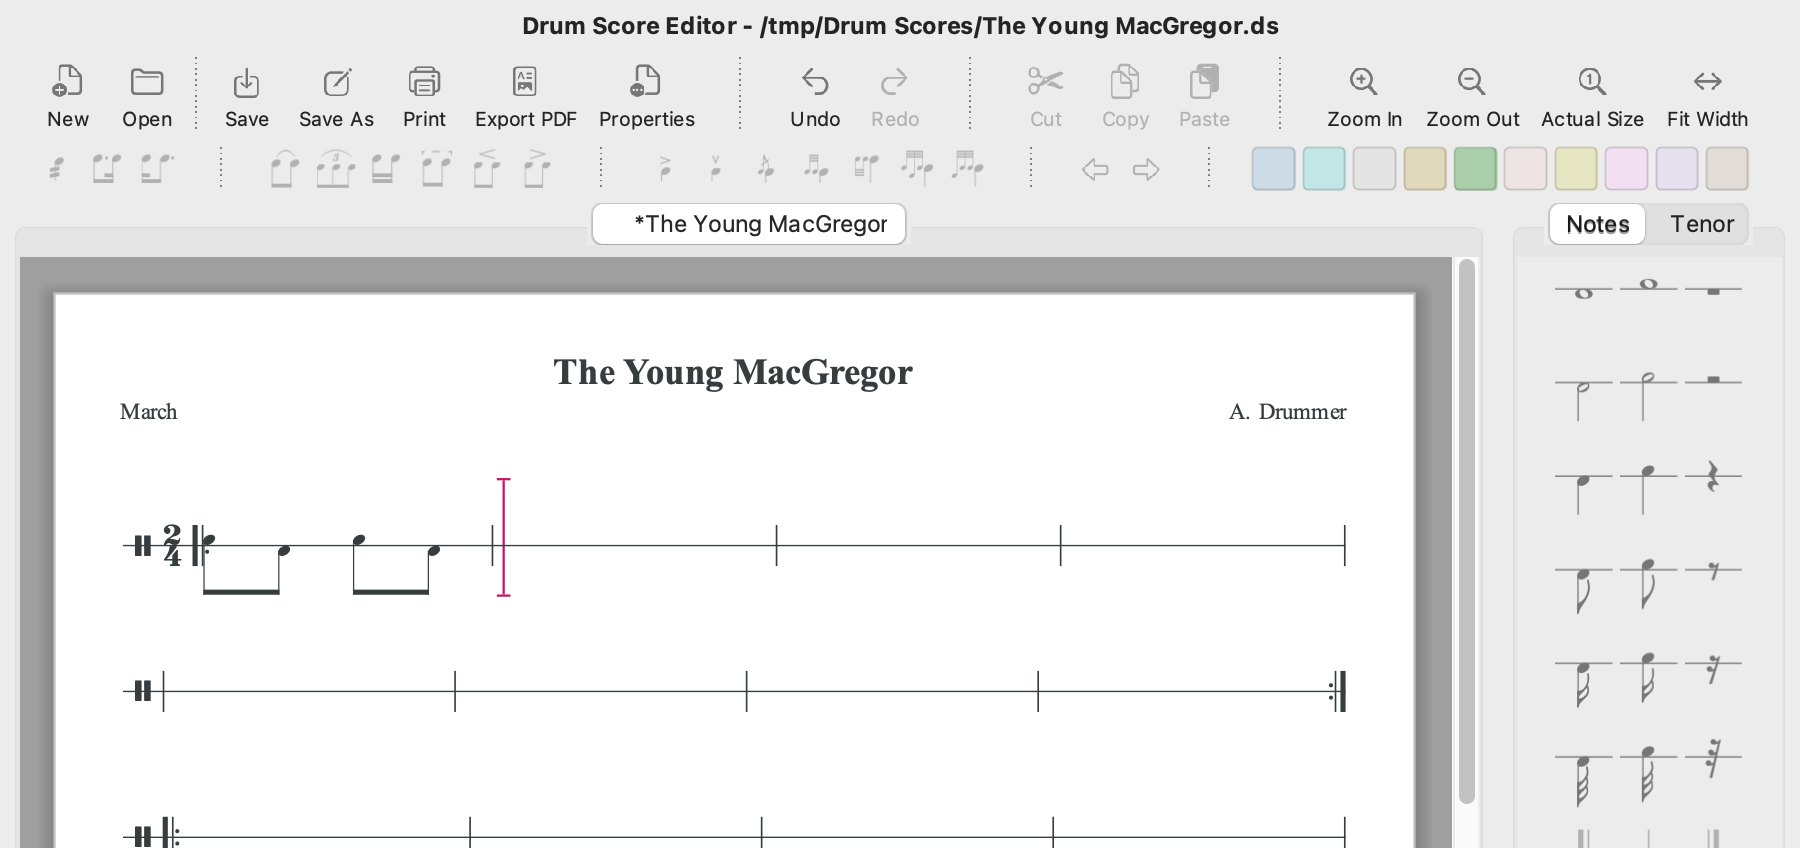 Drum Score Editor - /tmp/Drum Scores/The Young MacGregor.ds
New Open Save Save As Print Export PDF Properties Undo Redo Cut Copy Paste Zoom In Zoom Out Actual Size Fit Width
*The Young MacGregor
Notes Tenor
The Young MacGregor
March
A. Drummer
2
4